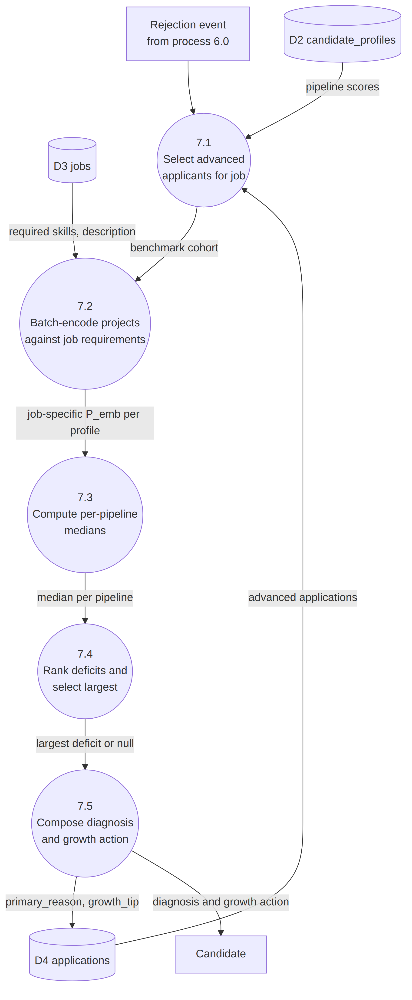 Rejection event
from process 6.0
D2 candidate_profiles
pipeline scores
7.1
Select advanced
applicants for job
D3 jobs
required skills, description
benchmark cohort
7.2
Batch-encode projects
against job requirements
job-specific P_emb per
profile
7.3
Compute per-pipeline
medians
median per pipeline
advanced applications
7.4
Rank deficits and
select largest
largest deficit or null
7.5
Compose diagnosis
and growth action
primary_reason, growth_tip
diagnosis and growth action
D4 applications
Candidate